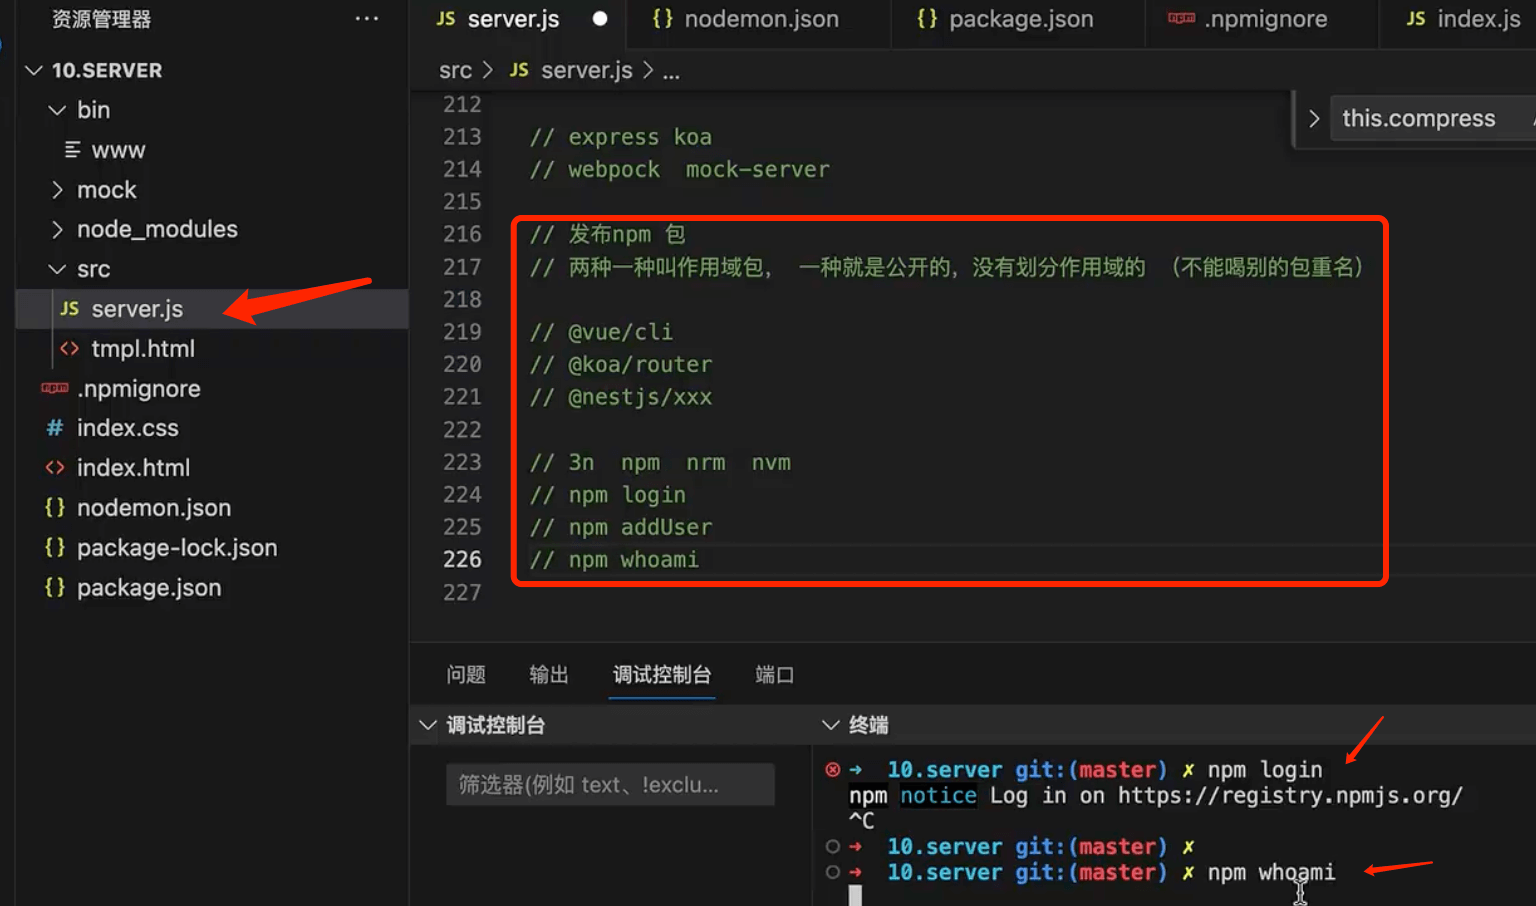 资源管理器
···
10.SERVER
bin
www
mock
node_modules
src
JS server.js
<> tmpl.html
npm .npmignore
# index.css
<> index.html
{} nodemon.json
{} package-lock.json
{} package.json
JS server.js
{} nodemon.json
{} package.json
npm .npmignore
JS index.js
src > JS server.js > ...
this.compress
212
213 // express koa
214 // webpock mock-server
215
216 // 发布npm 包
217 // 两种一种叫作用域包， 一种就是公开的，没有划分作用域的 （不能喝别的包重名）
218
219 // @vue/cli
220 // @koa/router
221 // @nestjs/xxx
222
223 // 3n npm nrm nvm
224 // npm login
225 // npm addUser
226 // npm whoami
227
问题 输出 调试控制台 端口
调试控制台
筛选器(例如 text、!exclu...
终端
➜ 10.server git:(master) ✗ npm login
npm notice Log in on https://registry.npmjs.org/
^C
➜ 10.server git:(master) ✗
➜ 10.server git:(master) ✗ npm whoami